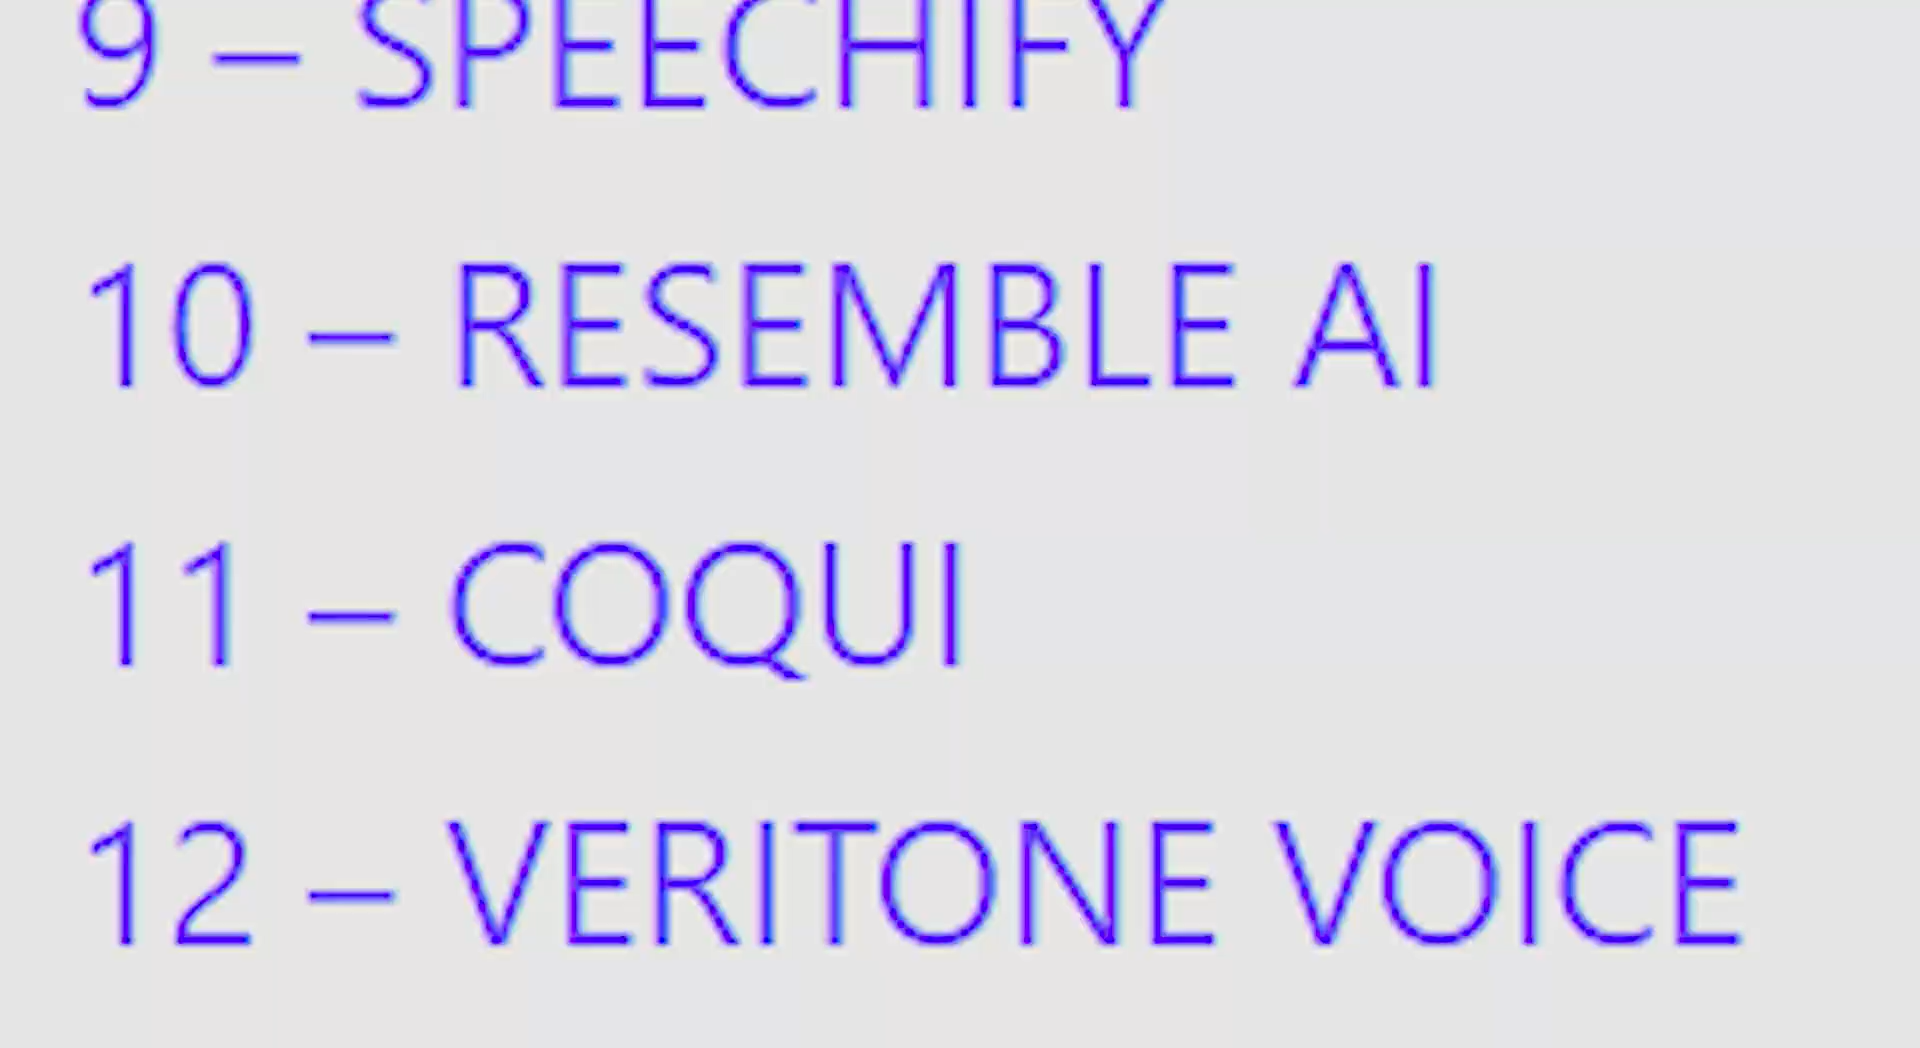 9 – SPEECHIFY
10 – RESEMBLE AI
11 – COQUI
12 – VERITONE VOICE